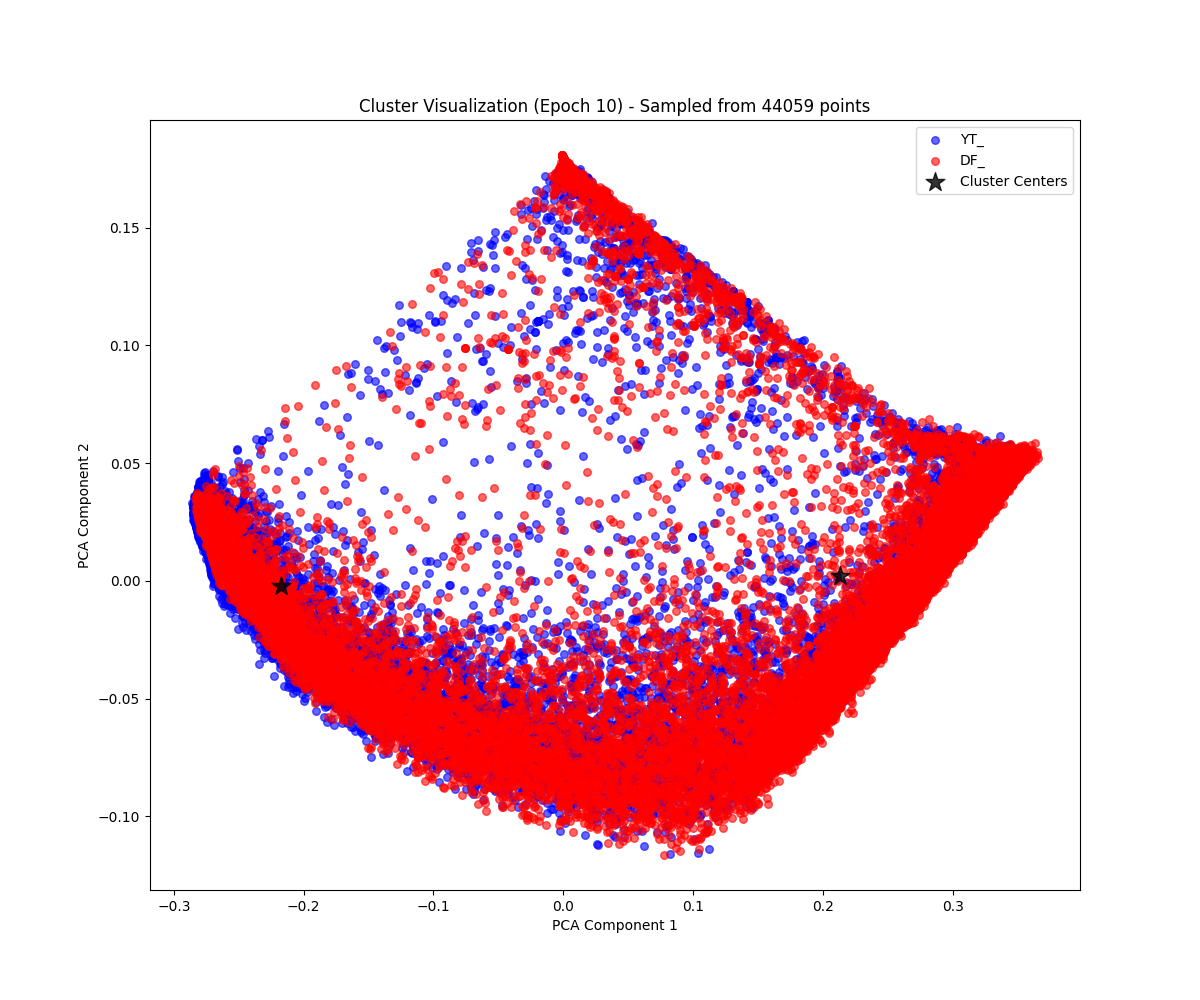 Cluster Visualization (Epoch 10) - Sampled from 44059 points
YT_
DF_
Cluster Centers
0.15
0.10
0.05
0.00
−0.05
−0.10
PCA Component 2
−0.3
−0.2
−0.1
0.0
0.1
0.2
0.3
PCA Component 1